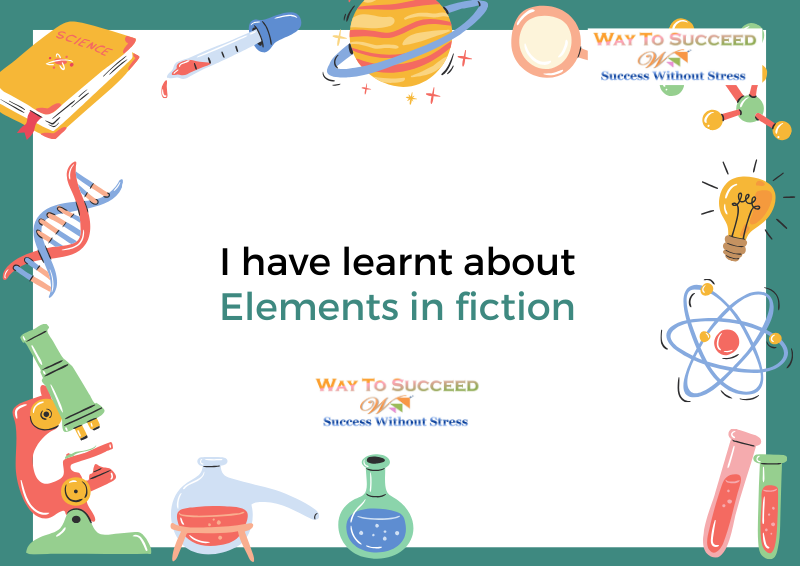 SCIENCE
WAY TO SUCCEED
W
Success Without Stress
I have learnt about
Elements in fiction
WAY TO SUCCEED
W
Success Without Stress